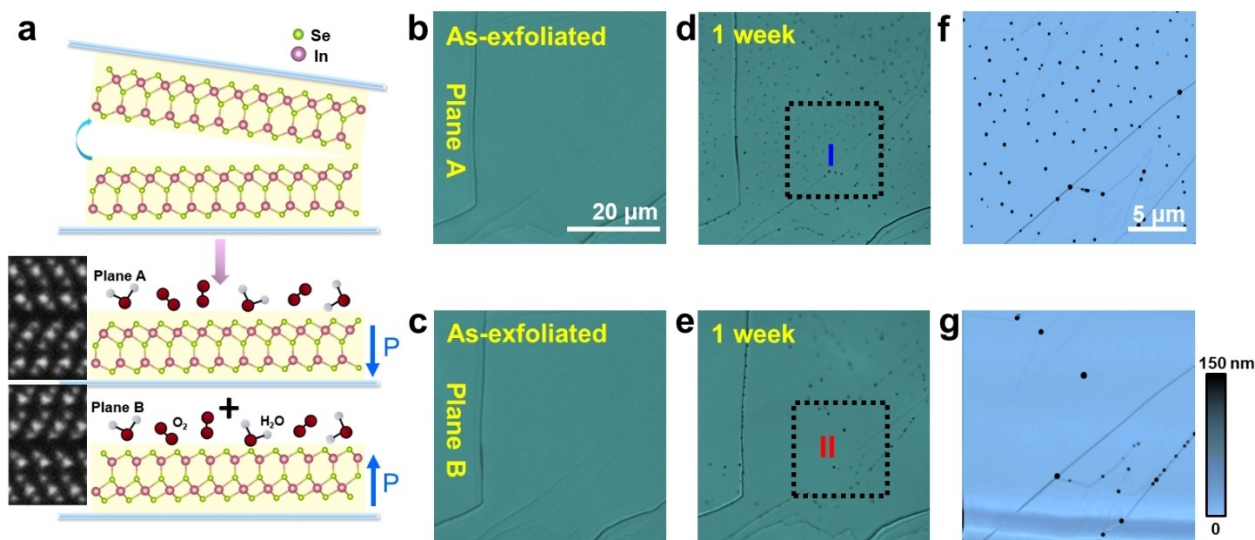 a
Se
In
Plane A
P
Plane B
O₂
+
H₂O
P
b
As-exfoliated
Plane A
20 μm
c
As-exfoliated
Plane B
d
1 week
I
e
1 week
II
f
5 μm
g
150 nm
0